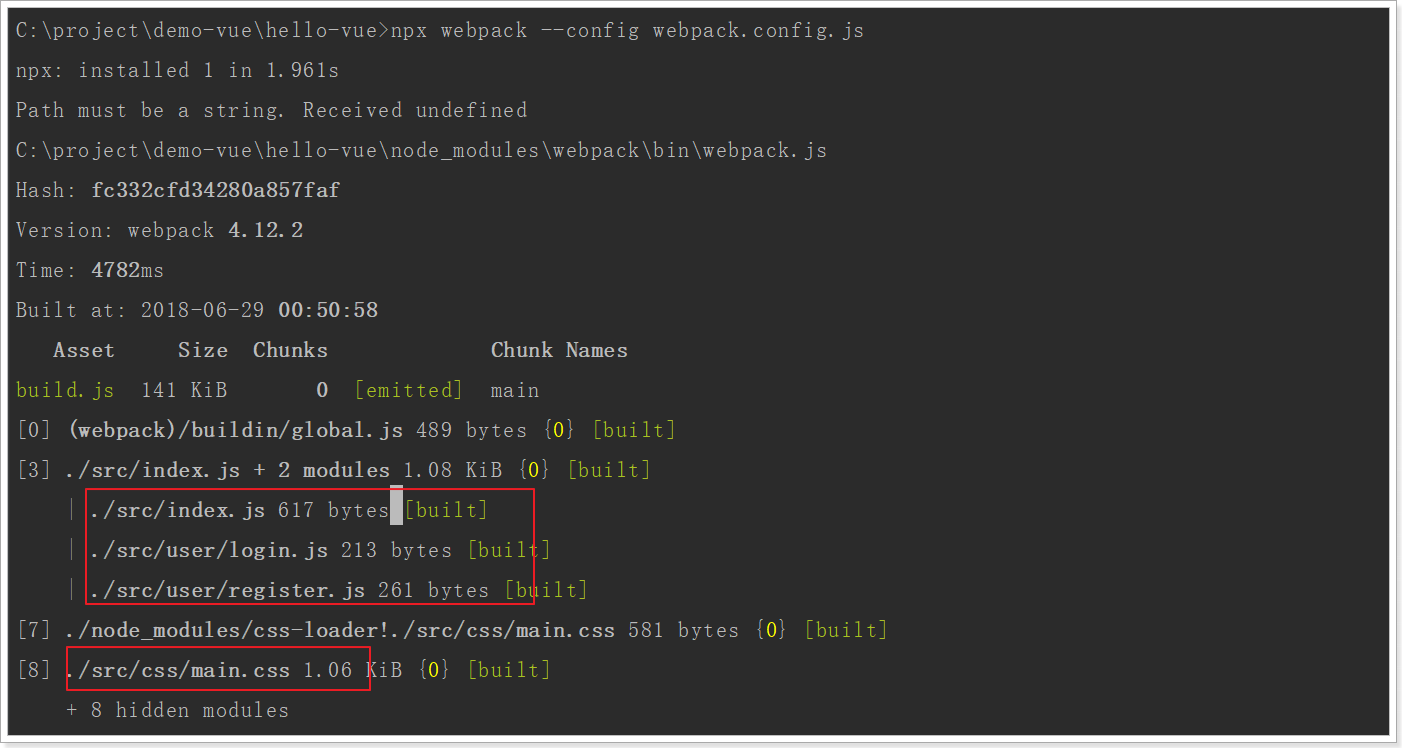 C:\project\demo-vue\hello-vue>npx webpack --config webpack.config.js
npx: installed 1 in 1.961s
Path must be a string. Received undefined
C:\project\demo-vue\hello-vue\node_modules\webpack\bin\webpack.js
Hash: fc332cfd34280a857faf
Version: webpack 4.12.2
Time: 4782ms
Built at: 2018-06-29 00:50:58
   Asset     Size  Chunks             Chunk Names
build.js  141 KiB       0  [emitted]  main
[0] (webpack)/buildin/global.js 489 bytes {0} [built]
[3] ./src/index.js + 2 modules 1.08 KiB {0} [built]
    | ./src/index.js 617 bytes [built]
    | ./src/user/login.js 213 bytes [built]
    | ./src/user/register.js 261 bytes [built]
[7] ./node_modules/css-loader!./src/css/main.css 581 bytes {0} [built]
[8] ./src/css/main.css 1.06 KiB {0} [built]
    + 8 hidden modules